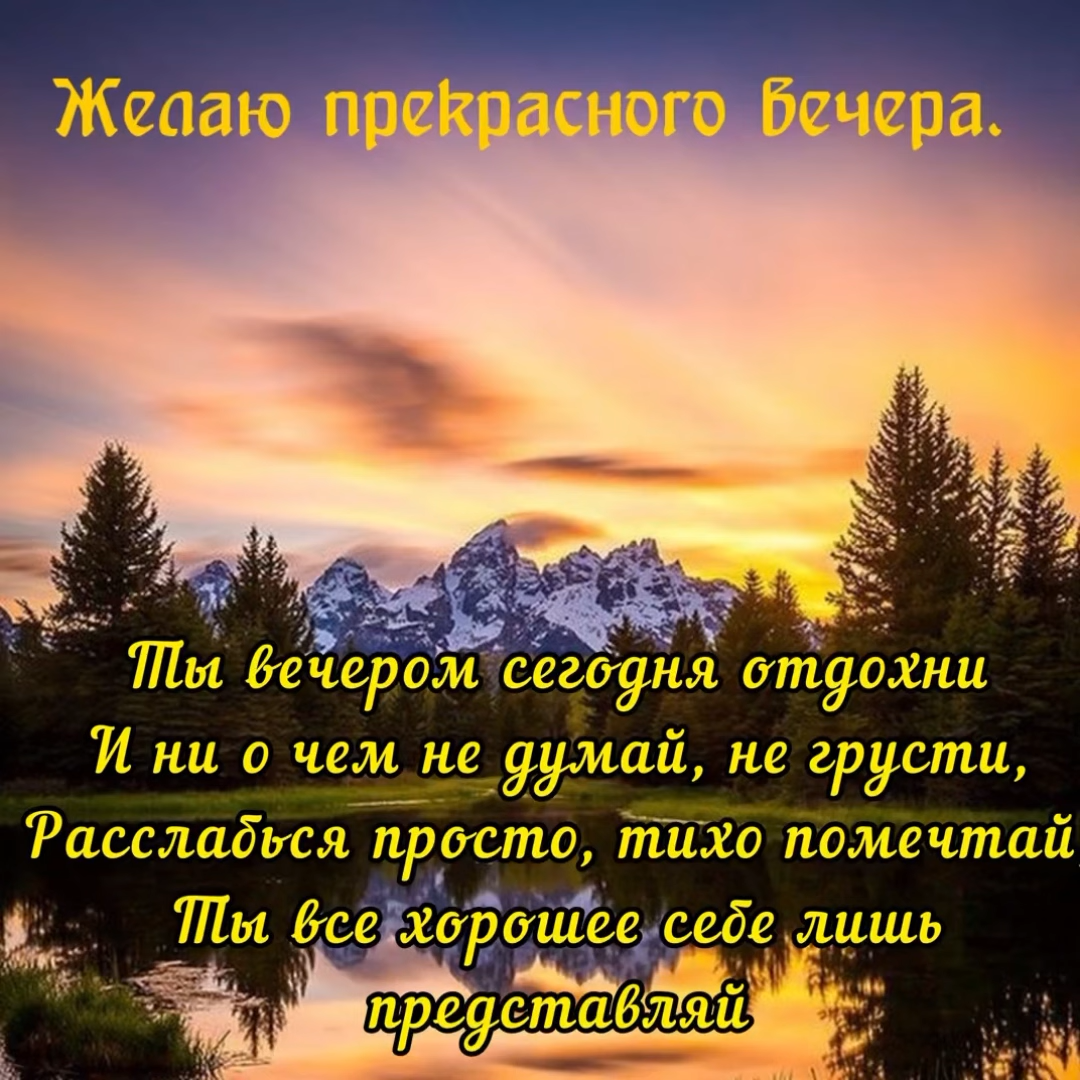 Желаю прекрасного вечера.
Ты вечером сегодня отдохни
И ни о чем не думай, не грусти,
Расслабься просто, тихо помечтай
Ты все хорошее себе лишь
представляй